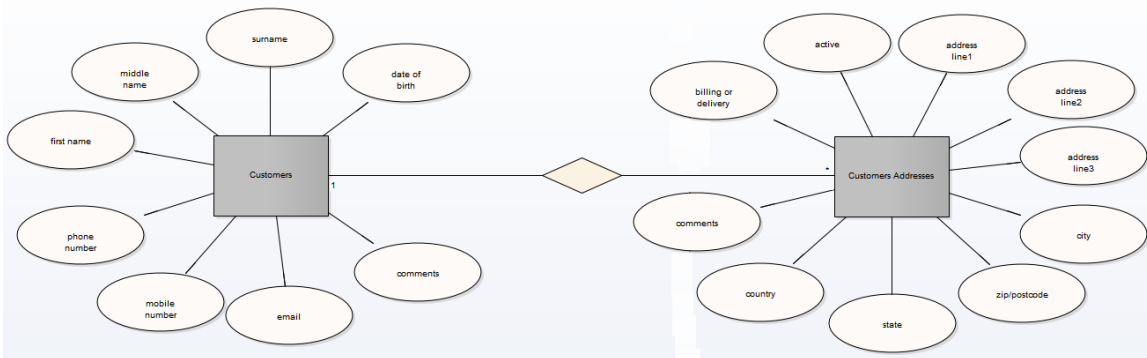 surname
middle
name
date of
birth
first name
Customers
1
phone
number
mobile
number
email
comments
active
address
line1
billing or
delivery
address
line2
address
line3
*
Customers Addresses
comments
city
country
zip/postcode
state